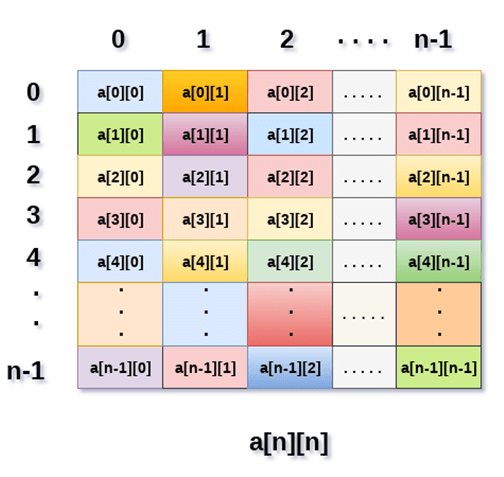 0 1 2 .... n-1
0 a[0][0] a[0][1] a[0][2] ..... a[0][n-1]
1 a[1][0] a[1][1] a[1][2] ..... a[1][n-1]
2 a[2][0] a[2][1] a[2][2] ..... a[2][n-1]
3 a[3][0] a[3][1] a[3][2] ..... a[3][n-1]
4 a[4][0] a[4][1] a[4][2] ..... a[4][n-1]
. . . . .
. . . . ..... .
. . . .
n-1 a[n-1][0] a[n-1][1] a[n-1][2] ..... a[n-1][n-1]
a[n][n]